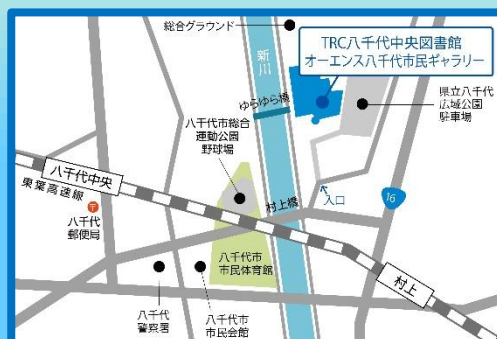 総合グラウンド
TRC八千代中央図書館
オーエンス八千代市民ギャラリー
新川
ゆらゆら橋
県立八千代
広域公園
駐車場
八千代市総合
運動公園
野球場
八千代中央
東葉高速線
入口
16
村上橋
八千代
郵便局
八千代市
市民体育館
村上
八千代
警察署
八千代市
市民会館